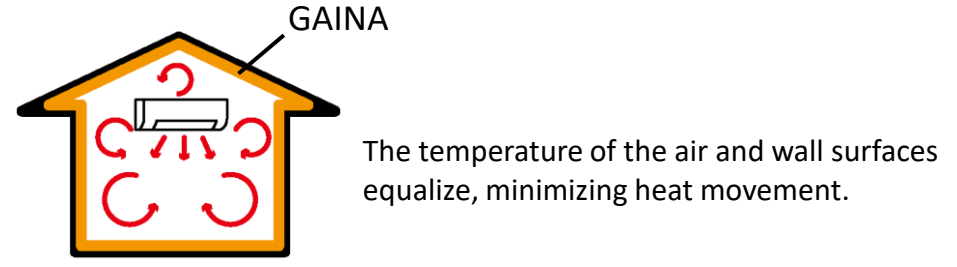 GAINA
The temperature of the air and wall surfaces
equalize, minimizing heat movement.